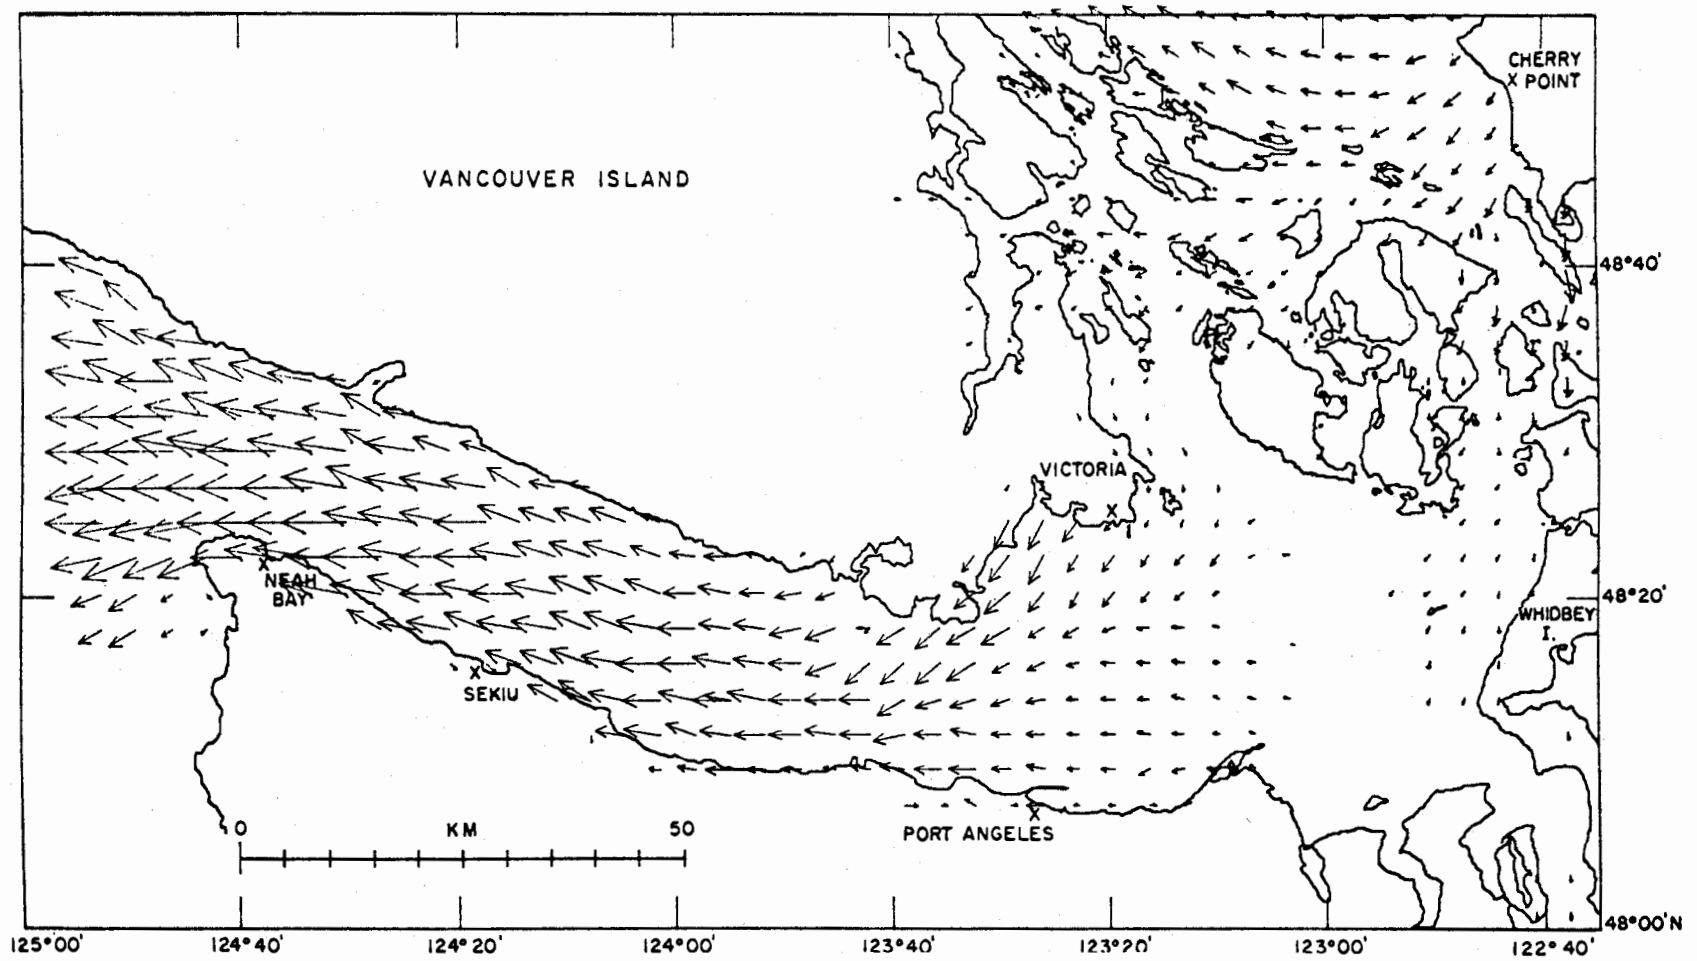 CHERRY
X POINT
VANCOUVER ISLAND
48°40'
VICTORIA
X
X
NEAH
BAY
48°20'
WHIDBEY
I.
X
SEKIU
0 KM 50
X
PORT ANGELES
48°00'N
125°00' 124°40' 124°20' 124°00' 123°40' 123°20' 123°00' 122°40'